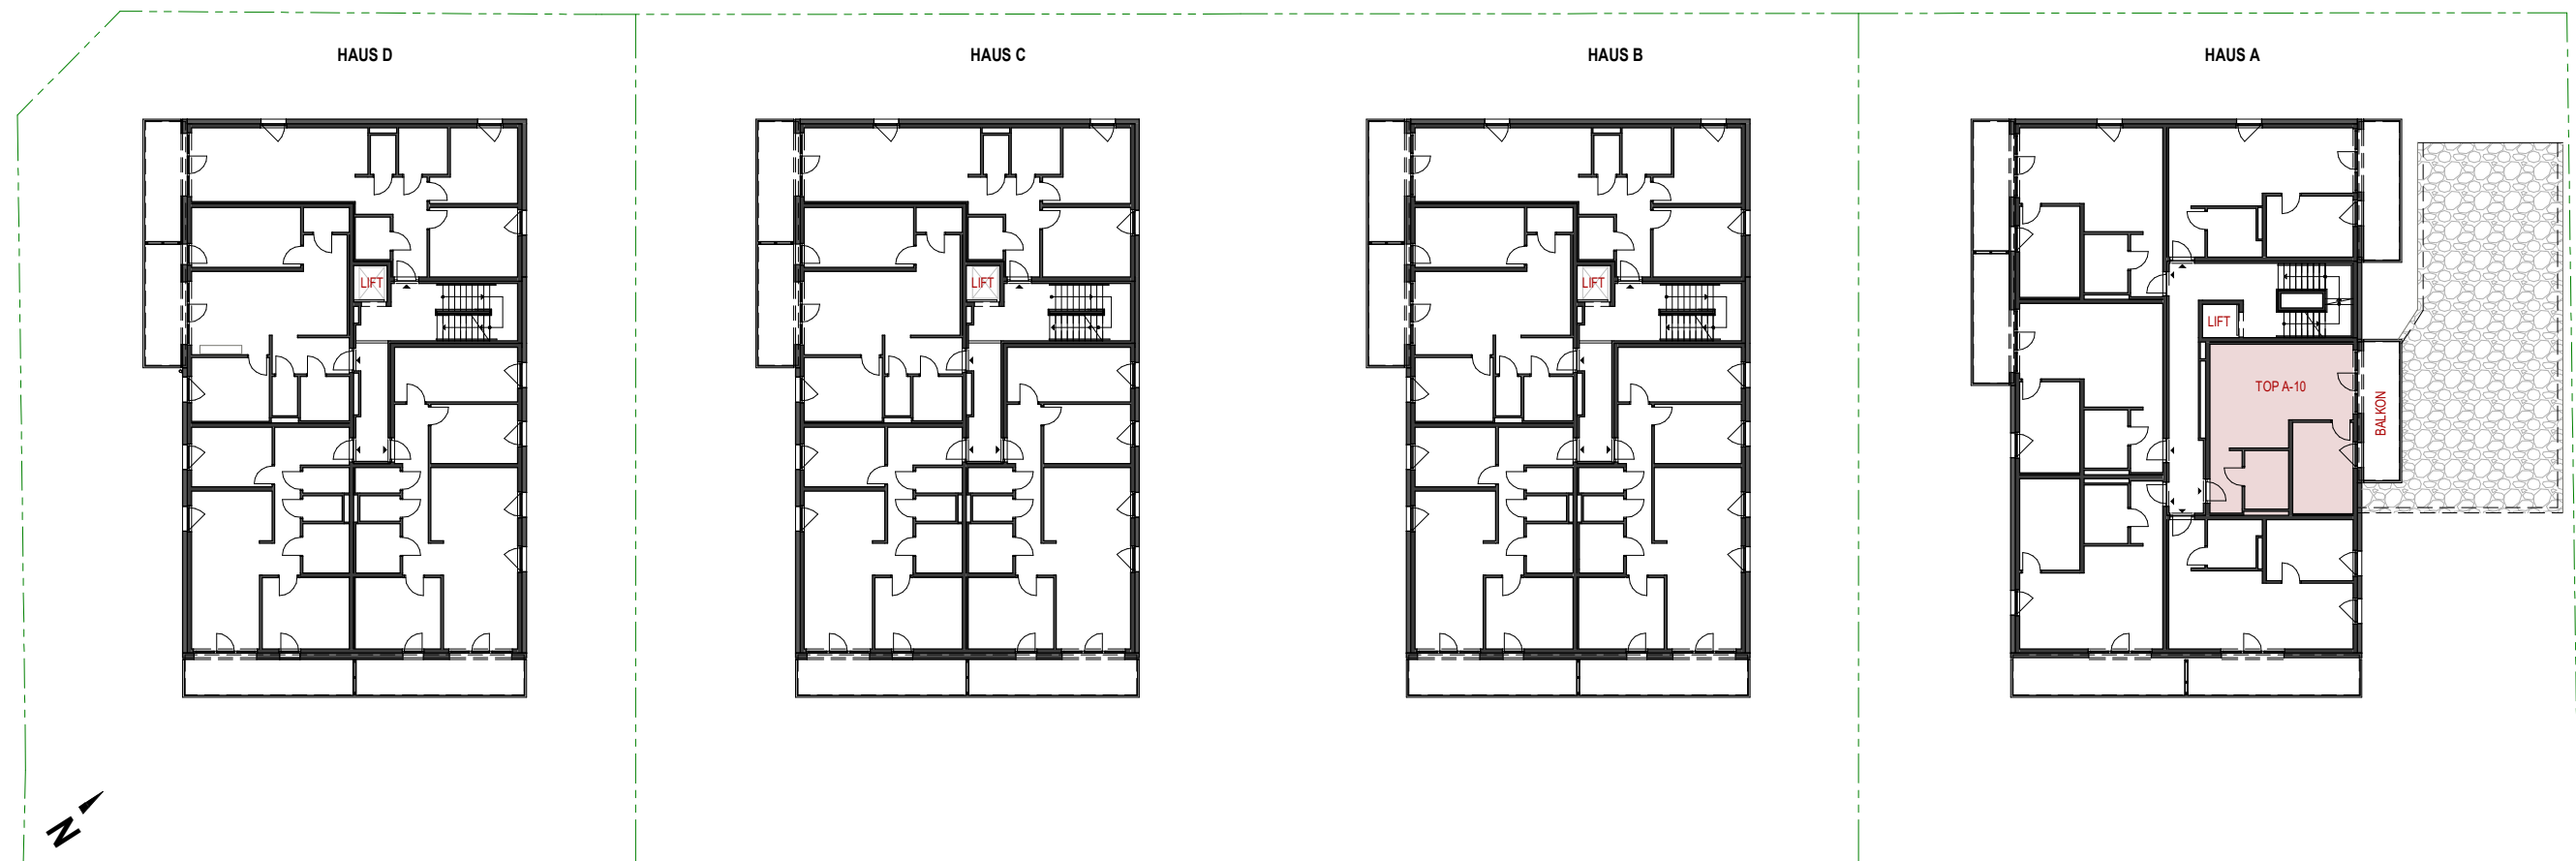 HAUS D
HAUS C
HAUS B
HAUS A
LIFT
LIFT
LIFT
LIFT
TOP A-10
BALKON
N